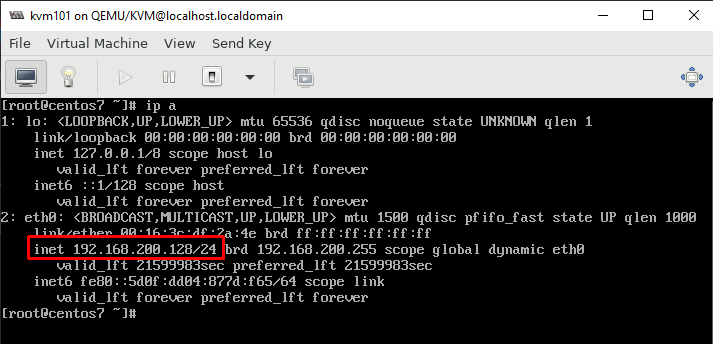 kvm101 on QEMU/KVM@localhost.localdomain
File Virtual Machine View Send Key
[root@centos7 ~]# ip a
1: lo: <LOOPBACK,UP,LOWER_UP> mtu 65536 qdisc noqueue state UNKNOWN qlen 1
    link/loopback 00:00:00:00:00:00 brd 00:00:00:00:00:00
    inet 127.0.0.1/8 scope host lo
       valid_lft forever preferred_lft forever
    inet6 ::1/128 scope host
       valid_lft forever preferred_lft forever
2: eth0: <BROADCAST,MULTICAST,UP,LOWER_UP> mtu 1500 qdisc pfifo_fast state UP qlen 1000
    link/ether 00:16:3c:df:2a:4e brd ff:ff:ff:ff:ff:ff
    inet 192.168.200.128/24 brd 192.168.200.255 scope global dynamic eth0
       valid_lft 21599983sec preferred_lft 21599983sec
    inet6 fe80::5d0f:dd04:877d:f65/64 scope link
       valid_lft forever preferred_lft forever
[root@centos7 ~]#